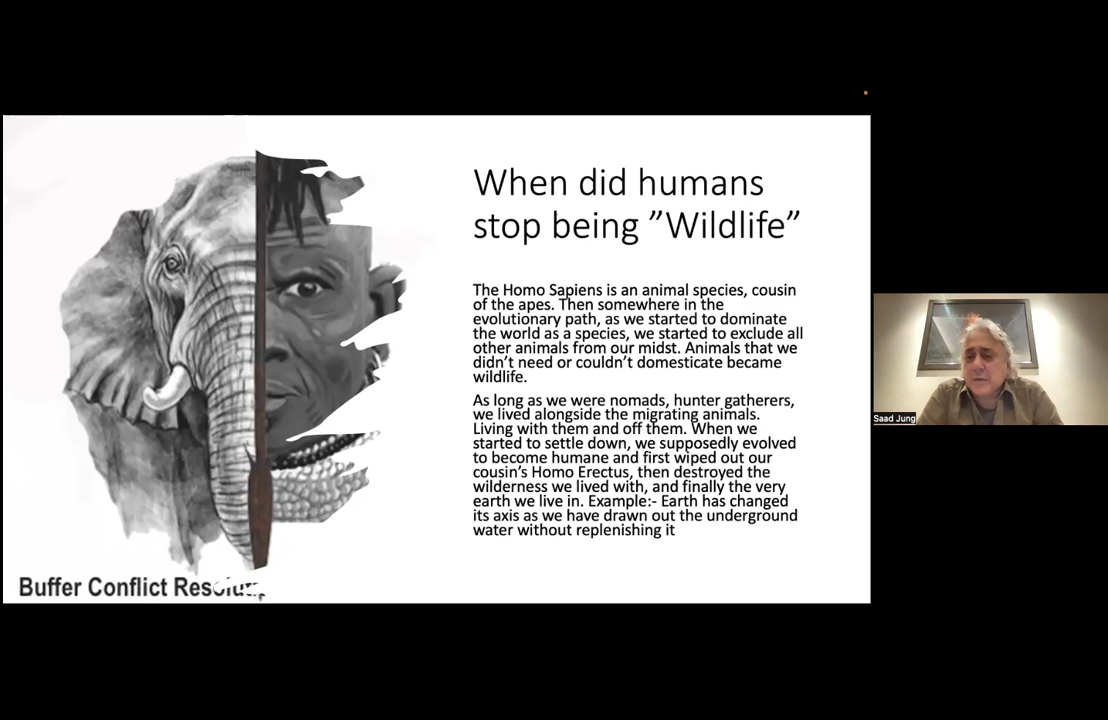 When did humans
stop being ”Wildlife”
The Homo Sapiens is an animal species, cousin
of the apes. Then somewhere in the
evolutionary path, as we started to dominate
the world as a species, we started to exclude all
other animals from our midst. Animals that we
didn’t need or couldn’t domesticate became
wildlife.
As long as we were nomads, hunter gatherers,
we lived alongside the migrating animals.
Living with them and off them. When we
started to settle down, we supposedly evolved
to become humane and first wiped out our
cousin’s Homo Erectus, then destroyed the
wilderness we lived with, and finally the very
earth we live in. Example:- Earth has changed
its axis as we have drawn out the underground
water without replenishing it
Buffer Conflict
Saad Jung